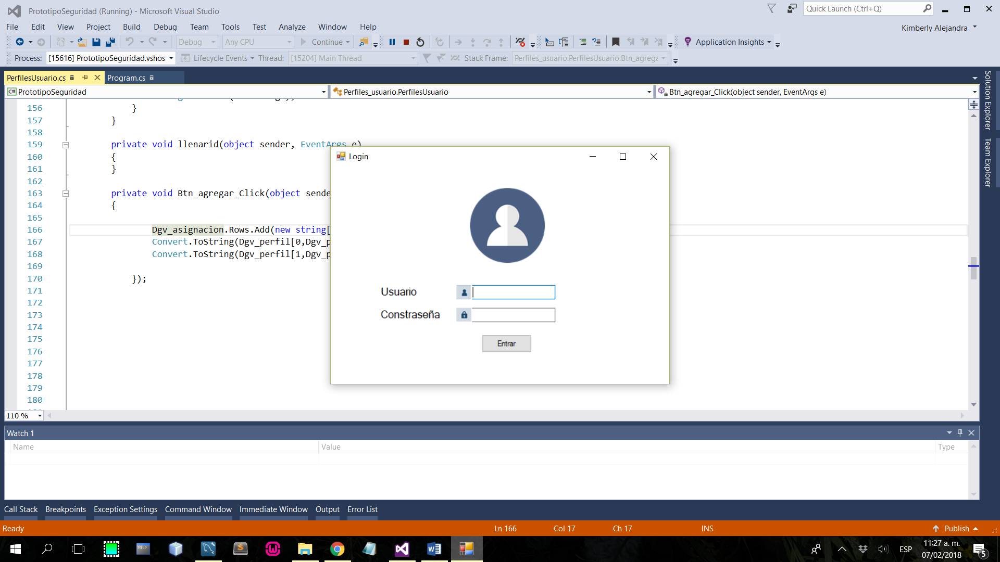 PrototipoSeguridad (Running) - Microsoft Visual Studio
Quick Launch (Ctrl+Q)
File Edit View Project Build Debug Team Tools Test Analyze Window Help
Kimberly Alejandra
Debug Any CPU Continue Application Insights
Process: [15616] PrototipoSeguridad.vshos Lifecycle Events Thread: [15204] Main Thread Stack Frame: Perfiles_usuario.PerfilesUsuario.Btn_agrega
PerfilesUsuario.cs Program.cs
PrototipoSeguridad Perfiles_usuario.PerfilesUsuario Btn_agregar_Click(object sender, EventArgs e)
Solution Explorer
Team Explorer
156 }
157 }
158
159 private void llenarid(object sender, EventArgs e)
160 {
161 }
162
163 private void Btn_agregar_Click(object sende
164 {
165
166 Dgv_asignacion.Rows.Add(new string[
167 Convert.ToString(Dgv_perfil[0,Dgv_p
168 Convert.ToString(Dgv_perfil[1,Dgv_p
169
170 });
171
172
173
174
175
176
177
178
179
180
Login
Usuario
Constraseña
Entrar
110 %
Watch 1
Name Value Type
Call Stack Breakpoints Exception Settings Command Window Immediate Window Output Error List
Ready Ln 166 Col 17 Ch 17 INS Publish
SQL>
ESP
11:27 a. m.
07/02/2018
5